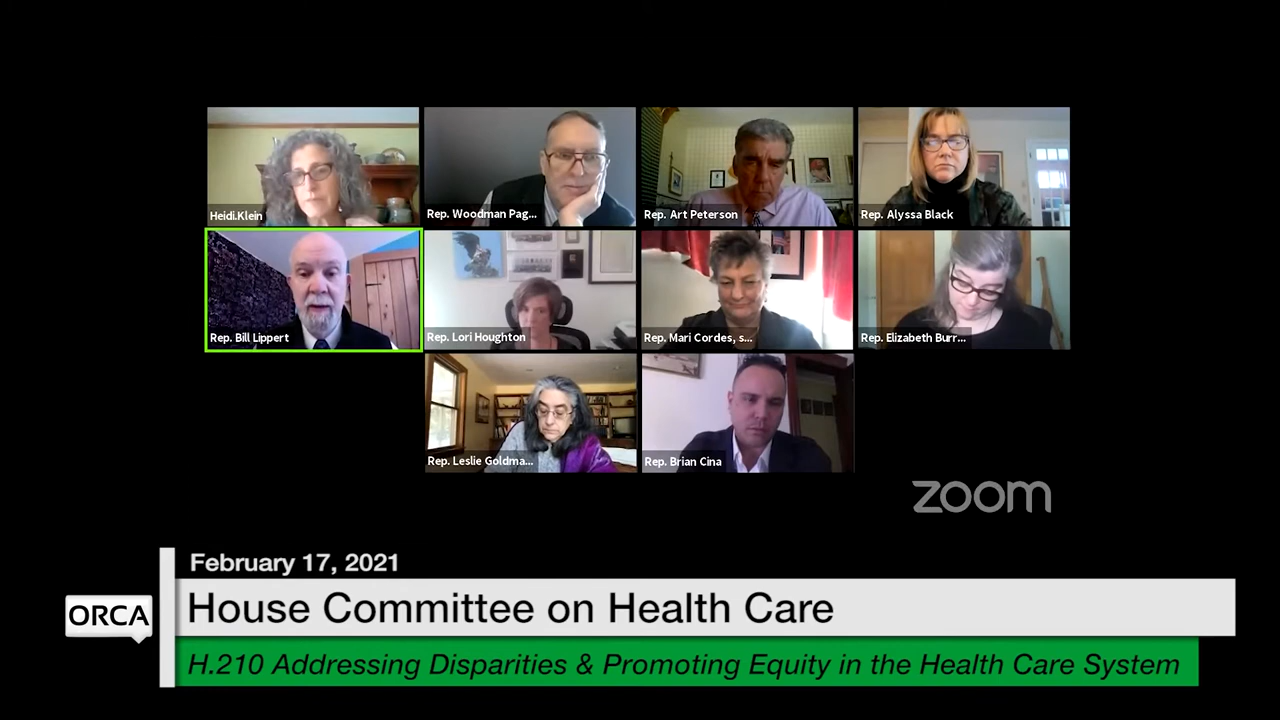 Heidi.Klein
Rep. Woodman Pag...
Rep. Art Peterson
Rep. Alyssa Black
Rep. Bill Lippert
Rep. Lori Houghton
Rep. Mari Cordes, s...
Rep. Elizabeth Burr...
Rep. Leslie Goldma...
Rep. Brian Cina
zoom
February 17, 2021
ORCA
House Committee on Health Care
H.210 Addressing Disparities & Promoting Equity in the Health Care System